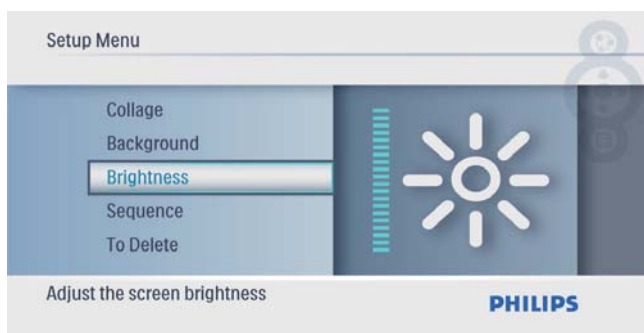 Setup Menu
Collage
Background
Brightness
Sequence
To Delete
Adjust the screen brightness
PHILIPS